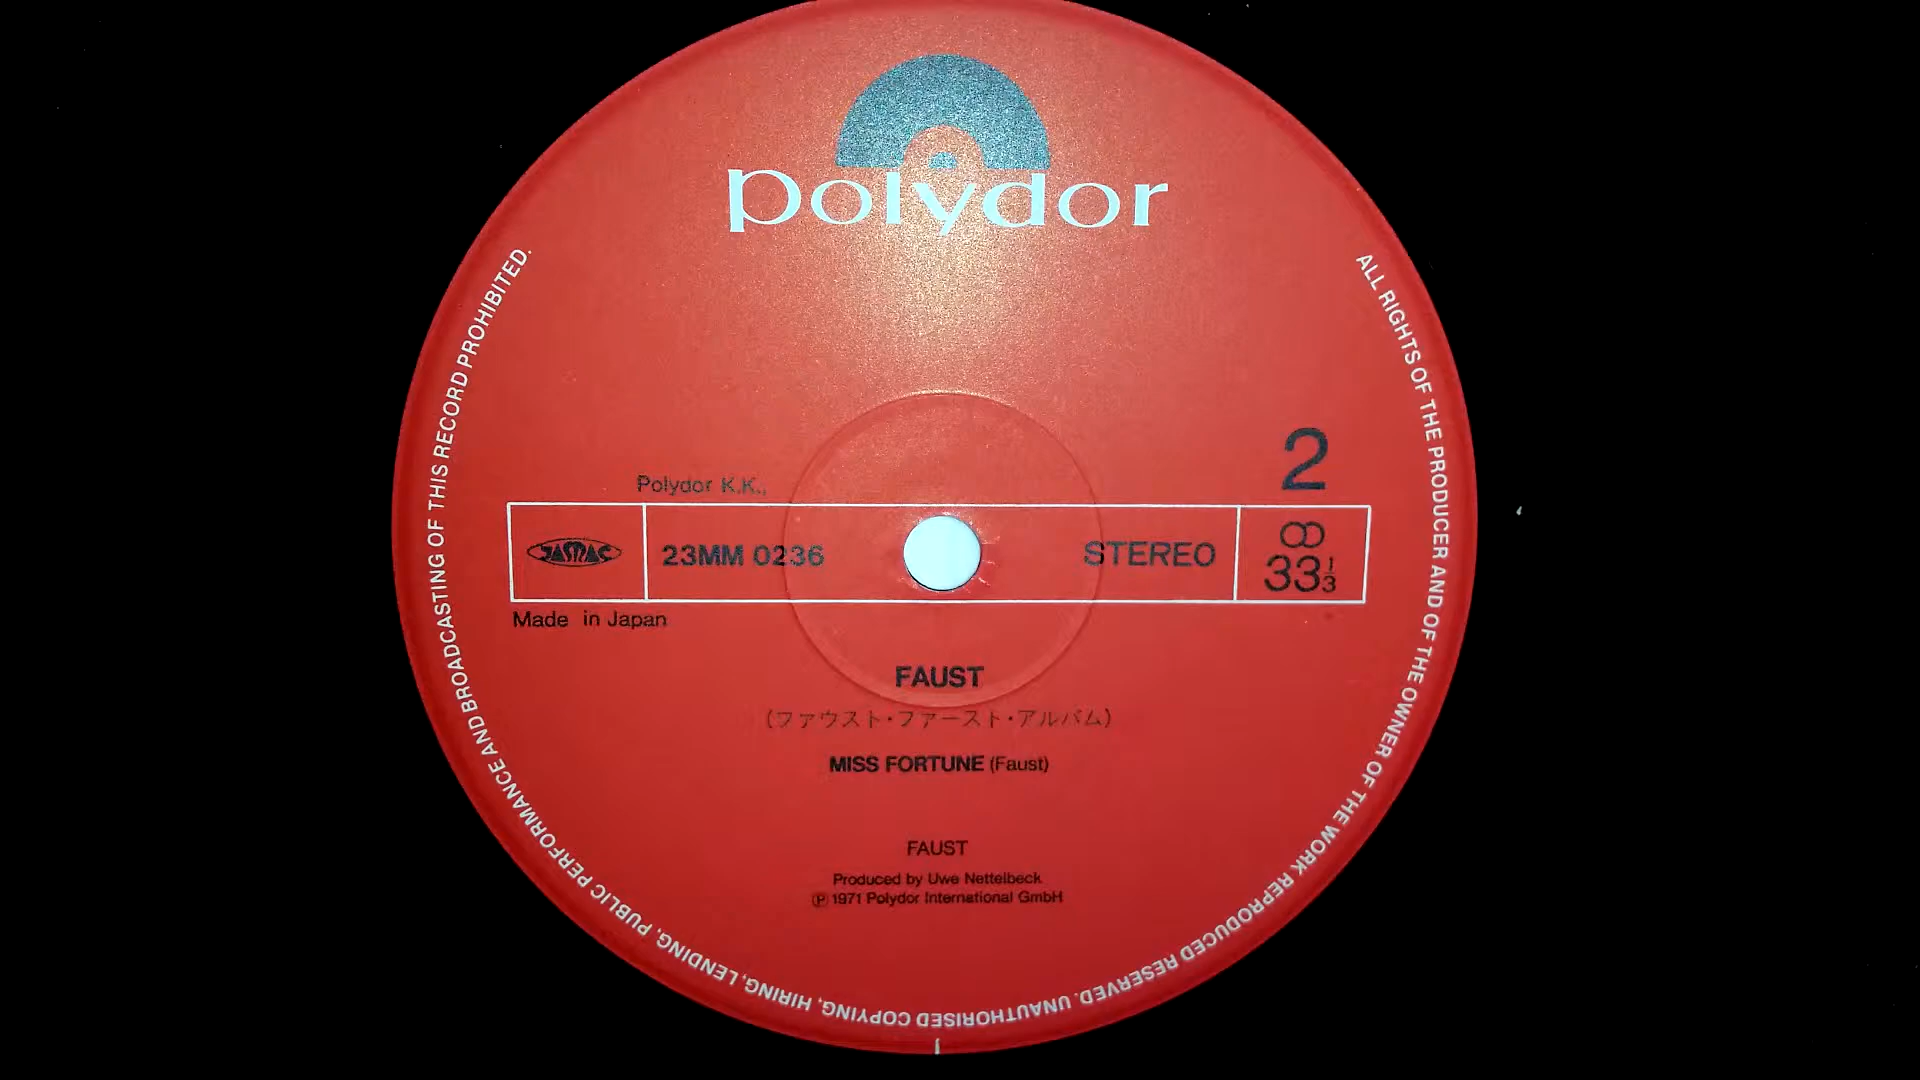 polydor
ALL RIGHTS OF THE PRODUCER AND OF THE OWNER OF THE WORK REPRODUCED RESERVED. UNAUTHORISED COPYING, HIRING, LENDING, PUBLIC PERFORMANCE AND BROADCASTING OF THIS RECORD PROHIBITED.
2
Polydor K.K.,
JASRAC 23MM 0236 STEREO 33 1/3
Made in Japan
FAUST
(ファウスト・ファースト・アルバム)
MISS FORTUNE (Faust)
FAUST
Produced by Uwe Nettelbeck
℗ 1971 Polydor International GmbH